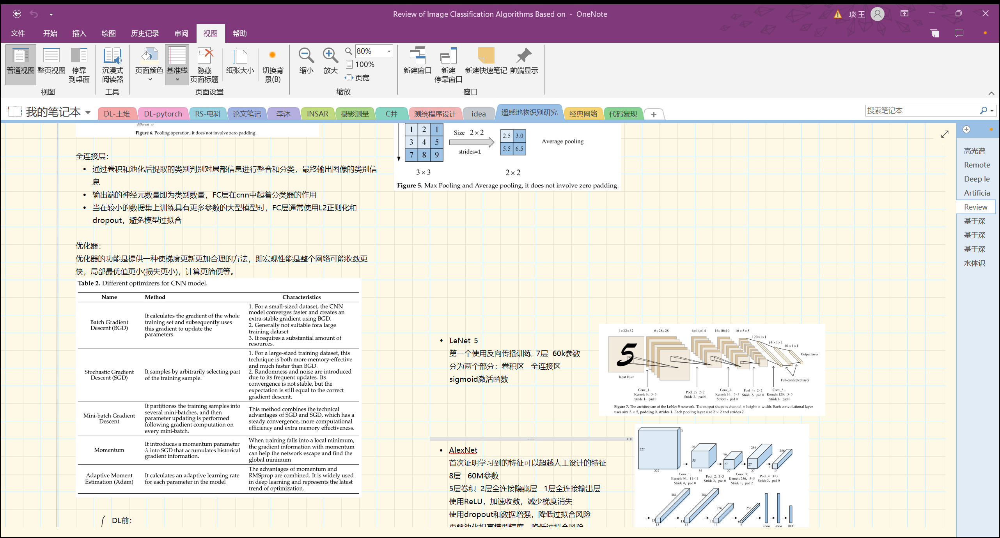 Review of Image Classification Algorithms Based on - OneNote
琰 王
文件 开始 插入 绘图 历史记录 审阅 视图 帮助
普通视图 整页视图 停靠到桌面
视图
沉浸式阅读器
工具
页面颜色 基准线 隐藏页面标题 纸张大小 切换背景(B)
页面设置
缩小 放大 80%
100%
页宽
缩放
新建窗口 新建停靠窗口 新建快速笔记 前端显示
窗口
我的笔记本 DL-土堆 DL-pytorch RS-电科 论文笔记 李沐 INSAR 摄影测量 C井 测绘程序设计 idea 遥感地物识别研究 经典网络 代码复现 +
搜索笔记本
different α
Figure 6. Pooling operation, it does not involve zero padding.
全连接层：
• 通过卷积和池化后提取的类别判别对局部信息进行整合和分类，最终输出图像的类别信
息
• 输出端的神经元数量即为类别数量，FC层在cnn中起着分类器的作用
• 当在较小的数据集上训练具有更多参数的大型模型时，FC层通常使用L2正则化和
dropout，避免模型过拟合
优化器：
优化器的功能是提供一种使梯度更新更加合理的方法，即宏观性能是整个网络可能收敛更
快，局部最优值更小(损失更小)，计算更简便等。
Table 2. Different optimizers for CNN model.
Name Method Characteristics
Batch Gradient
Descent (BGD)
It calculates the gradient of the whole
training set and subsequently uses
this gradient to update the
parameters.
1. For a small-sized dataset, the CNN
model converges faster and creates an
extra-stable gradient using BGD.
2. Generally not suitable fora large
training dataset
3. It requires a substantial amount of
resources.
Stochastic Gradient
Descent (SGD)
It samples by arbitrarily selecting part
of the training sample.
1. For a large-sized training dataset, this
technique is both more memory-effective
and much faster than BGD.
2. Randomness and noise are introduced
due to its frequent updates. Its
convergence is not stable, but the
expectation is still equal to the correct
gradient descent.
Mini-batch Gradient
Descent
It partitionss the training samples into
several mini-batches, and then
parameter updating is performed
following gradient computation on
every mini-batch.
This method combines the technical
advantages of SGD and SGD, which has a
steady convergence, more computational
efficiency and extra memory effectiveness.
Momentum
It introduces a momentum parameter
λ into SGD that accumulates historical
gradient information.
When training falls into a local minimum,
the gradient information with momentum
can help the network escape and find the
global minimum
Adaptive Moment
Estimation (Adam)
It calculates an adaptive learning rate
for each parameter in the model
The advantages of momentum and
RMSprop are combined. It is widely used
in deep learning and represents the latest
trend of optimization.
DL前：
1 2 1
3 4 5
7 8 9
3 × 3
Size 2 × 2
strides=1
2.5 3.0
5.5 6.5
2 × 2
Average pooling
Figure 5. Max Pooling and Average pooling, it does not involve zero padding.
• LeNet-5
第一个使用反向传播训练 7层 60k参数
分为两个部分：卷积区 全连接区
sigmoid激活函数
1×32×32 6×28×28 6×14×14 16×10×10 16×5×5
120×1×1
84×1×1
10×1×1
5
Output layer
Input layer
Full-connected layer
Conv_1:
Kernels 6, 5×5
Stride 1, pad 0
Pool_2: 2×2
Stride 2, pad 0
Conv_3:
Kernels 16, 5×5
Stride1, pad 0
Pool_4: 2×2
Stride 2, pad 0
Conv_5:
Kernels 120, 5×5
Stride1, pad 0
Figure 7. The architecture of the LeNet-5 network. The output shape is channel × height × width. Each convolutional layer
uses size 5 × 5, padding 0, strides 1. Each pooling layer size 2 × 2 and strides 2.
• AlexNet
首次证明学习到的特征可以超越人工设计的特征
8层 60M参数
5层卷积 2层全连接隐藏层 1层全连接输出层
使用ReLU，加速收敛，减少梯度消失
使用dropout和数据增强，降低过拟合风险
重叠池化提高模型精度，降低过拟合风险
3
227
227
96
55
55
96
27
27
256
27
27
256
13
13
Conv_1:
Kernels 96, 11×11
Stride 4, pad 0
Pool_2: 3×3
Stride 2, pad 0
Conv_3:
Kernels 256, 5×5
Stride 1, pad 2
Pool_4: 3×3
Stride 2, pad 0
384
13
13
384
13
13
256
13
13
256
6
6
4096 4096 1000
高光谱
Remote
Deep le
Artificia
Review
基于深
基于深
基于深
水体识